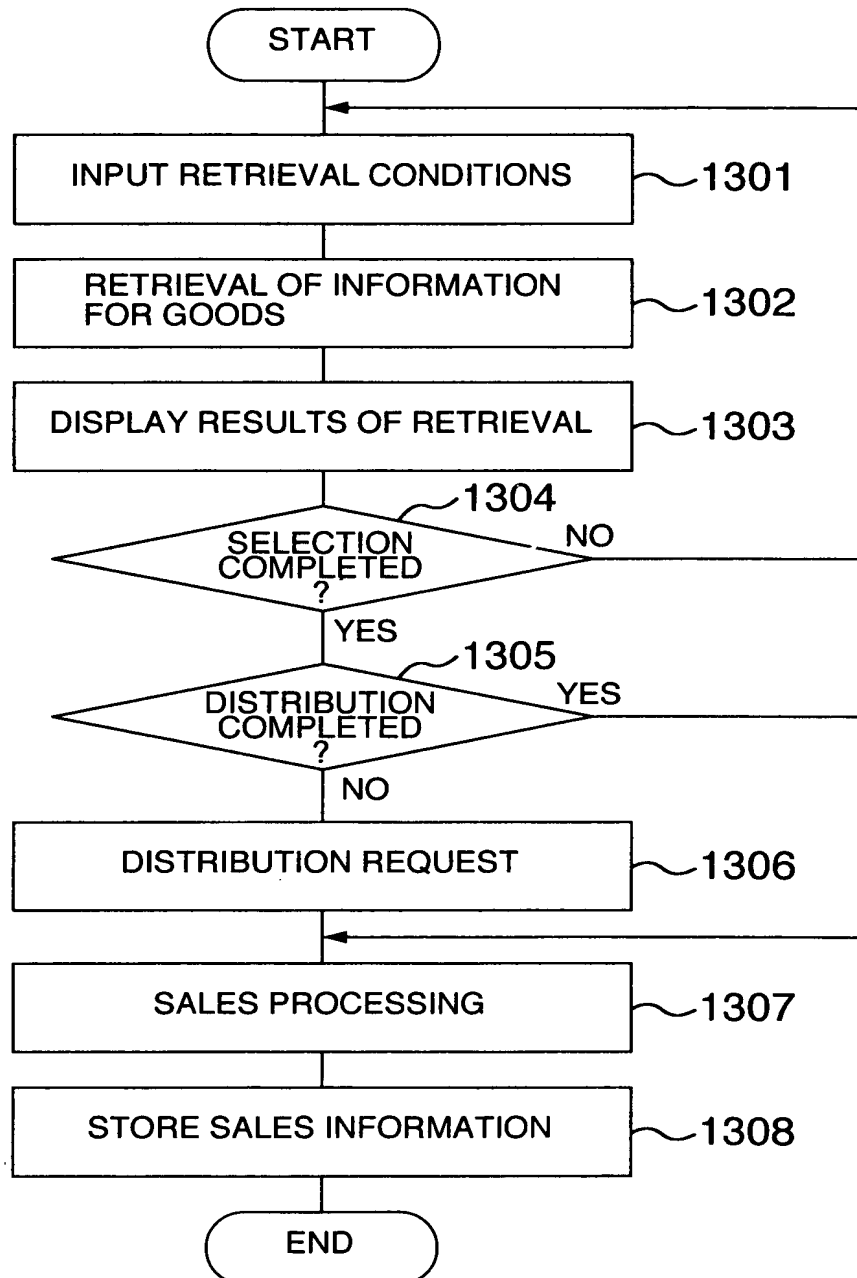 START
INPUT RETRIEVAL CONDITIONS
1301
RETRIEVAL OF INFORMATION
FOR GOODS
1302
DISPLAY RESULTS OF RETRIEVAL
1303
1304
SELECTION
COMPLETED
?
NO
YES
1305
DISTRIBUTION
COMPLETED
?
YES
NO
DISTRIBUTION REQUEST
1306
SALES PROCESSING
1307
STORE SALES INFORMATION
1308
END